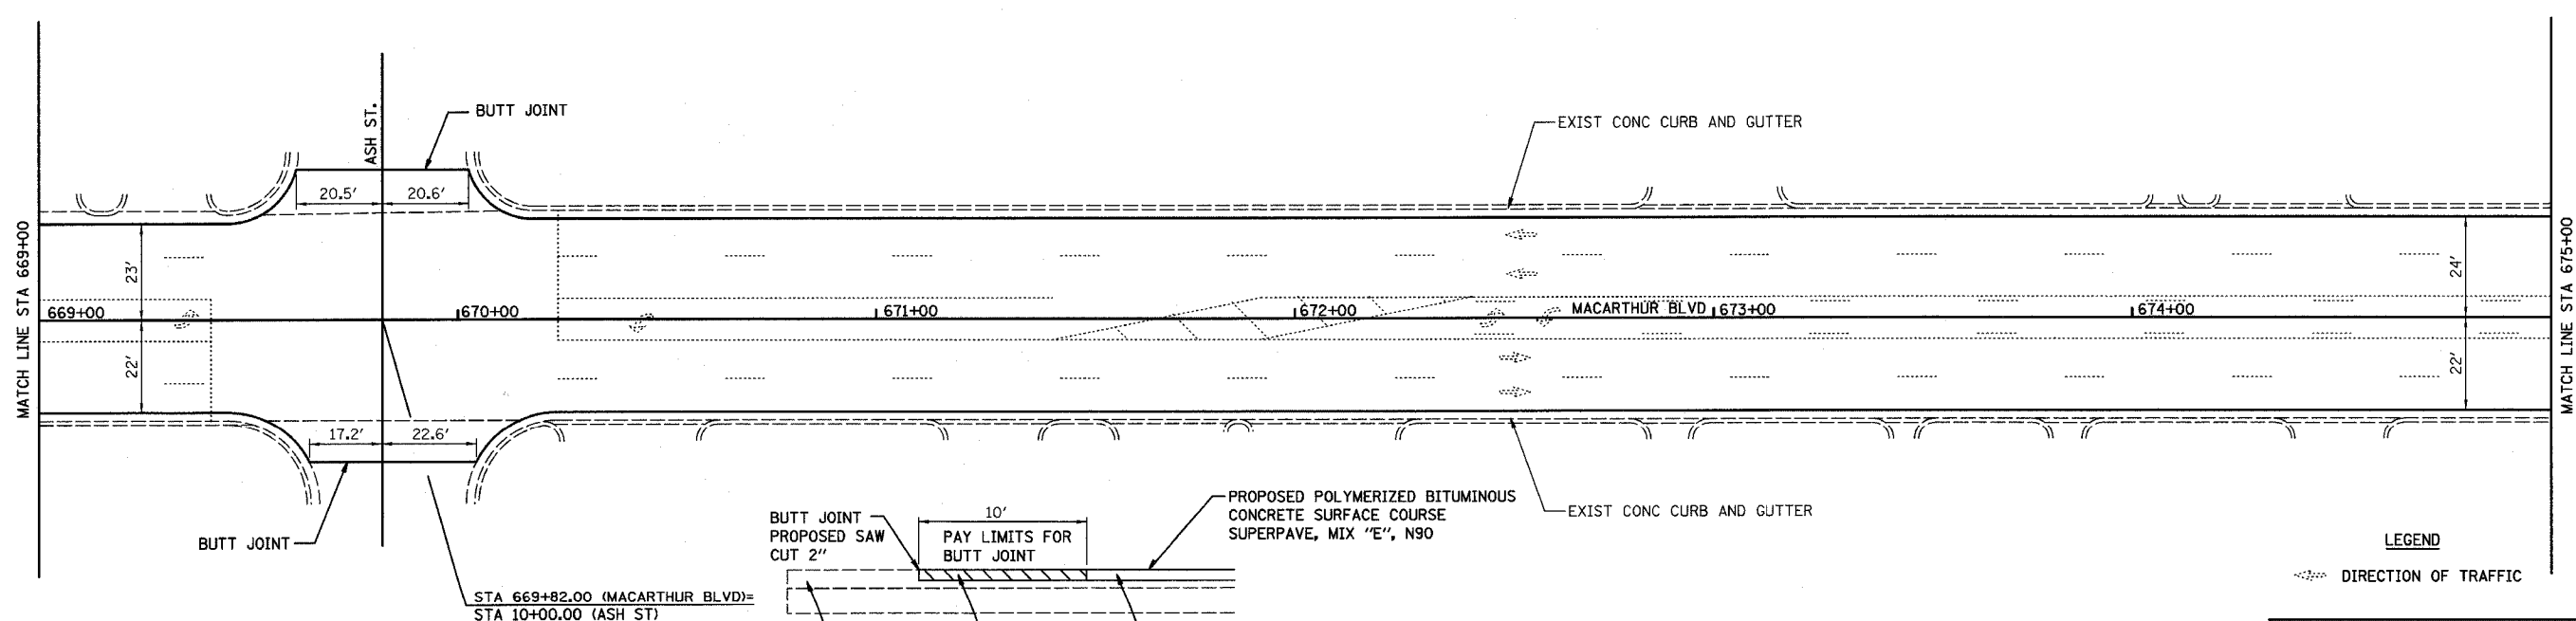 MATCH LINE STA 669+00
ASH ST.
BUTT JOINT
20.5' 20.6'
EXIST CONC CURB AND GUTTER
23'
22'
669+00
670+00
671+00
672+00
MACARTHUR BLVD
673+00
674+00
24'
22'
MATCH LINE STA 675+00
17.2' 22.6'
BUTT JOINT
STA 669+82.00 (MACARTHUR BLVD)=
STA 10+00.00 (ASH ST)
BUTT JOINT
PROPOSED SAW
CUT 2"
10'
PAY LIMITS FOR
BUTT JOINT
PROPOSED POLYMERIZED BITUMINOUS
CONCRETE SURFACE COURSE
SUPERPAVE, MIX "E", N90
EXIST CONC CURB AND GUTTER
LEGEND
DIRECTION OF TRAFFIC